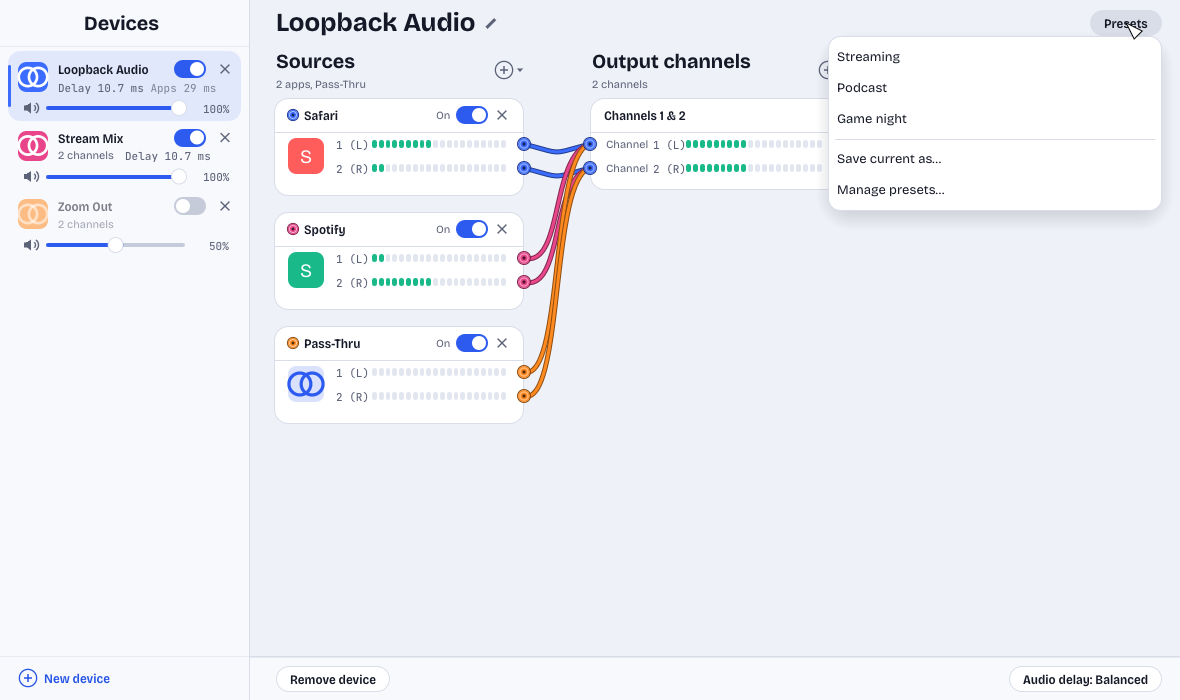 Devices
Loopback Audio
Delay 10.7 ms Apps 29 ms
100%
Stream Mix
2 channels Delay 10.7 ms
100%
Zoom Out
2 channels
50%
New device
Loopback Audio
Presets
Sources
2 apps, Pass-Thru
Output channels
2 channels
Safari
On
S
1 (L)
2 (R)
Spotify
On
S
1 (L)
2 (R)
Pass-Thru
On
1 (L)
2 (R)
Channels 1 & 2
Channel 1 (L)
Channel 2 (R)
Streaming
Podcast
Game night
Save current as...
Manage presets...
Remove device
Audio delay: Balanced